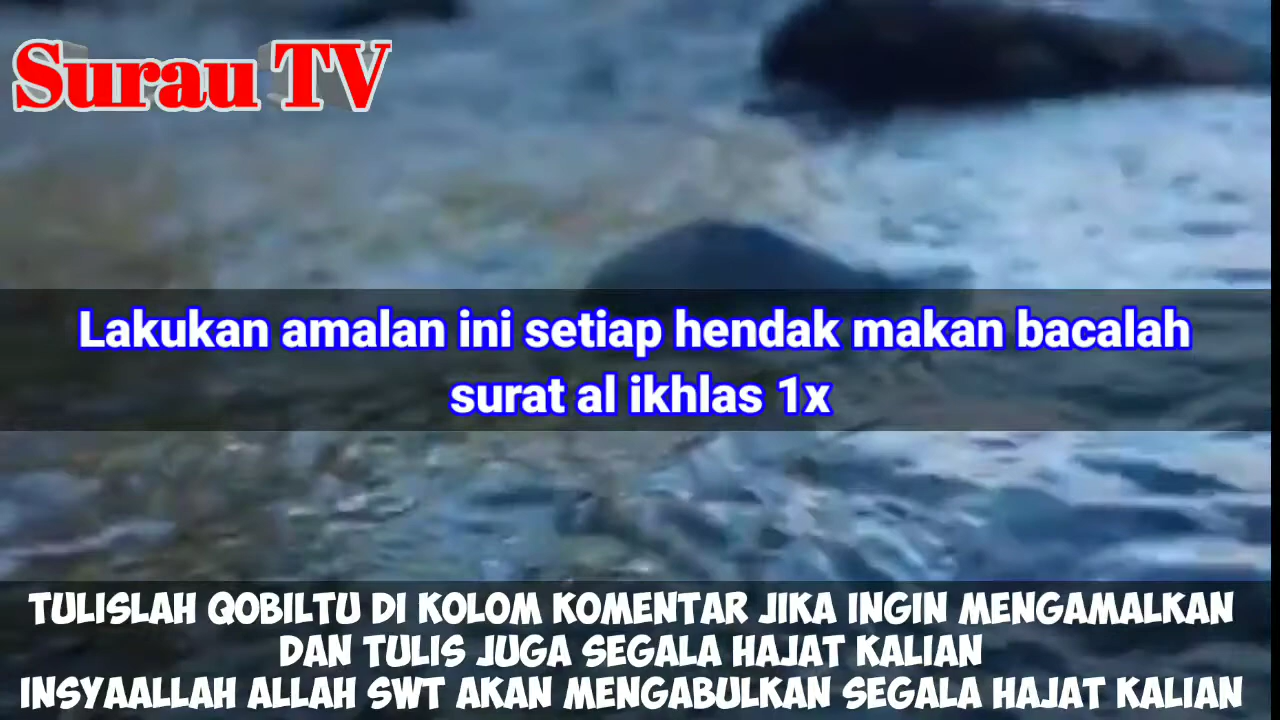 Surau TV
Lakukan amalan ini setiap hendak makan bacalah
surat al ikhlas 1x
TULISLAH QOBILTU DI KOLOM KOMENTAR JIKA INGIN MENGAMALKAN
DAN TULIS JUGA SEGALA HAJAT KALIAN
INSYAALLAH ALLAH SWT AKAN MENGABULKAN SEGALA HAJAT KALIAN